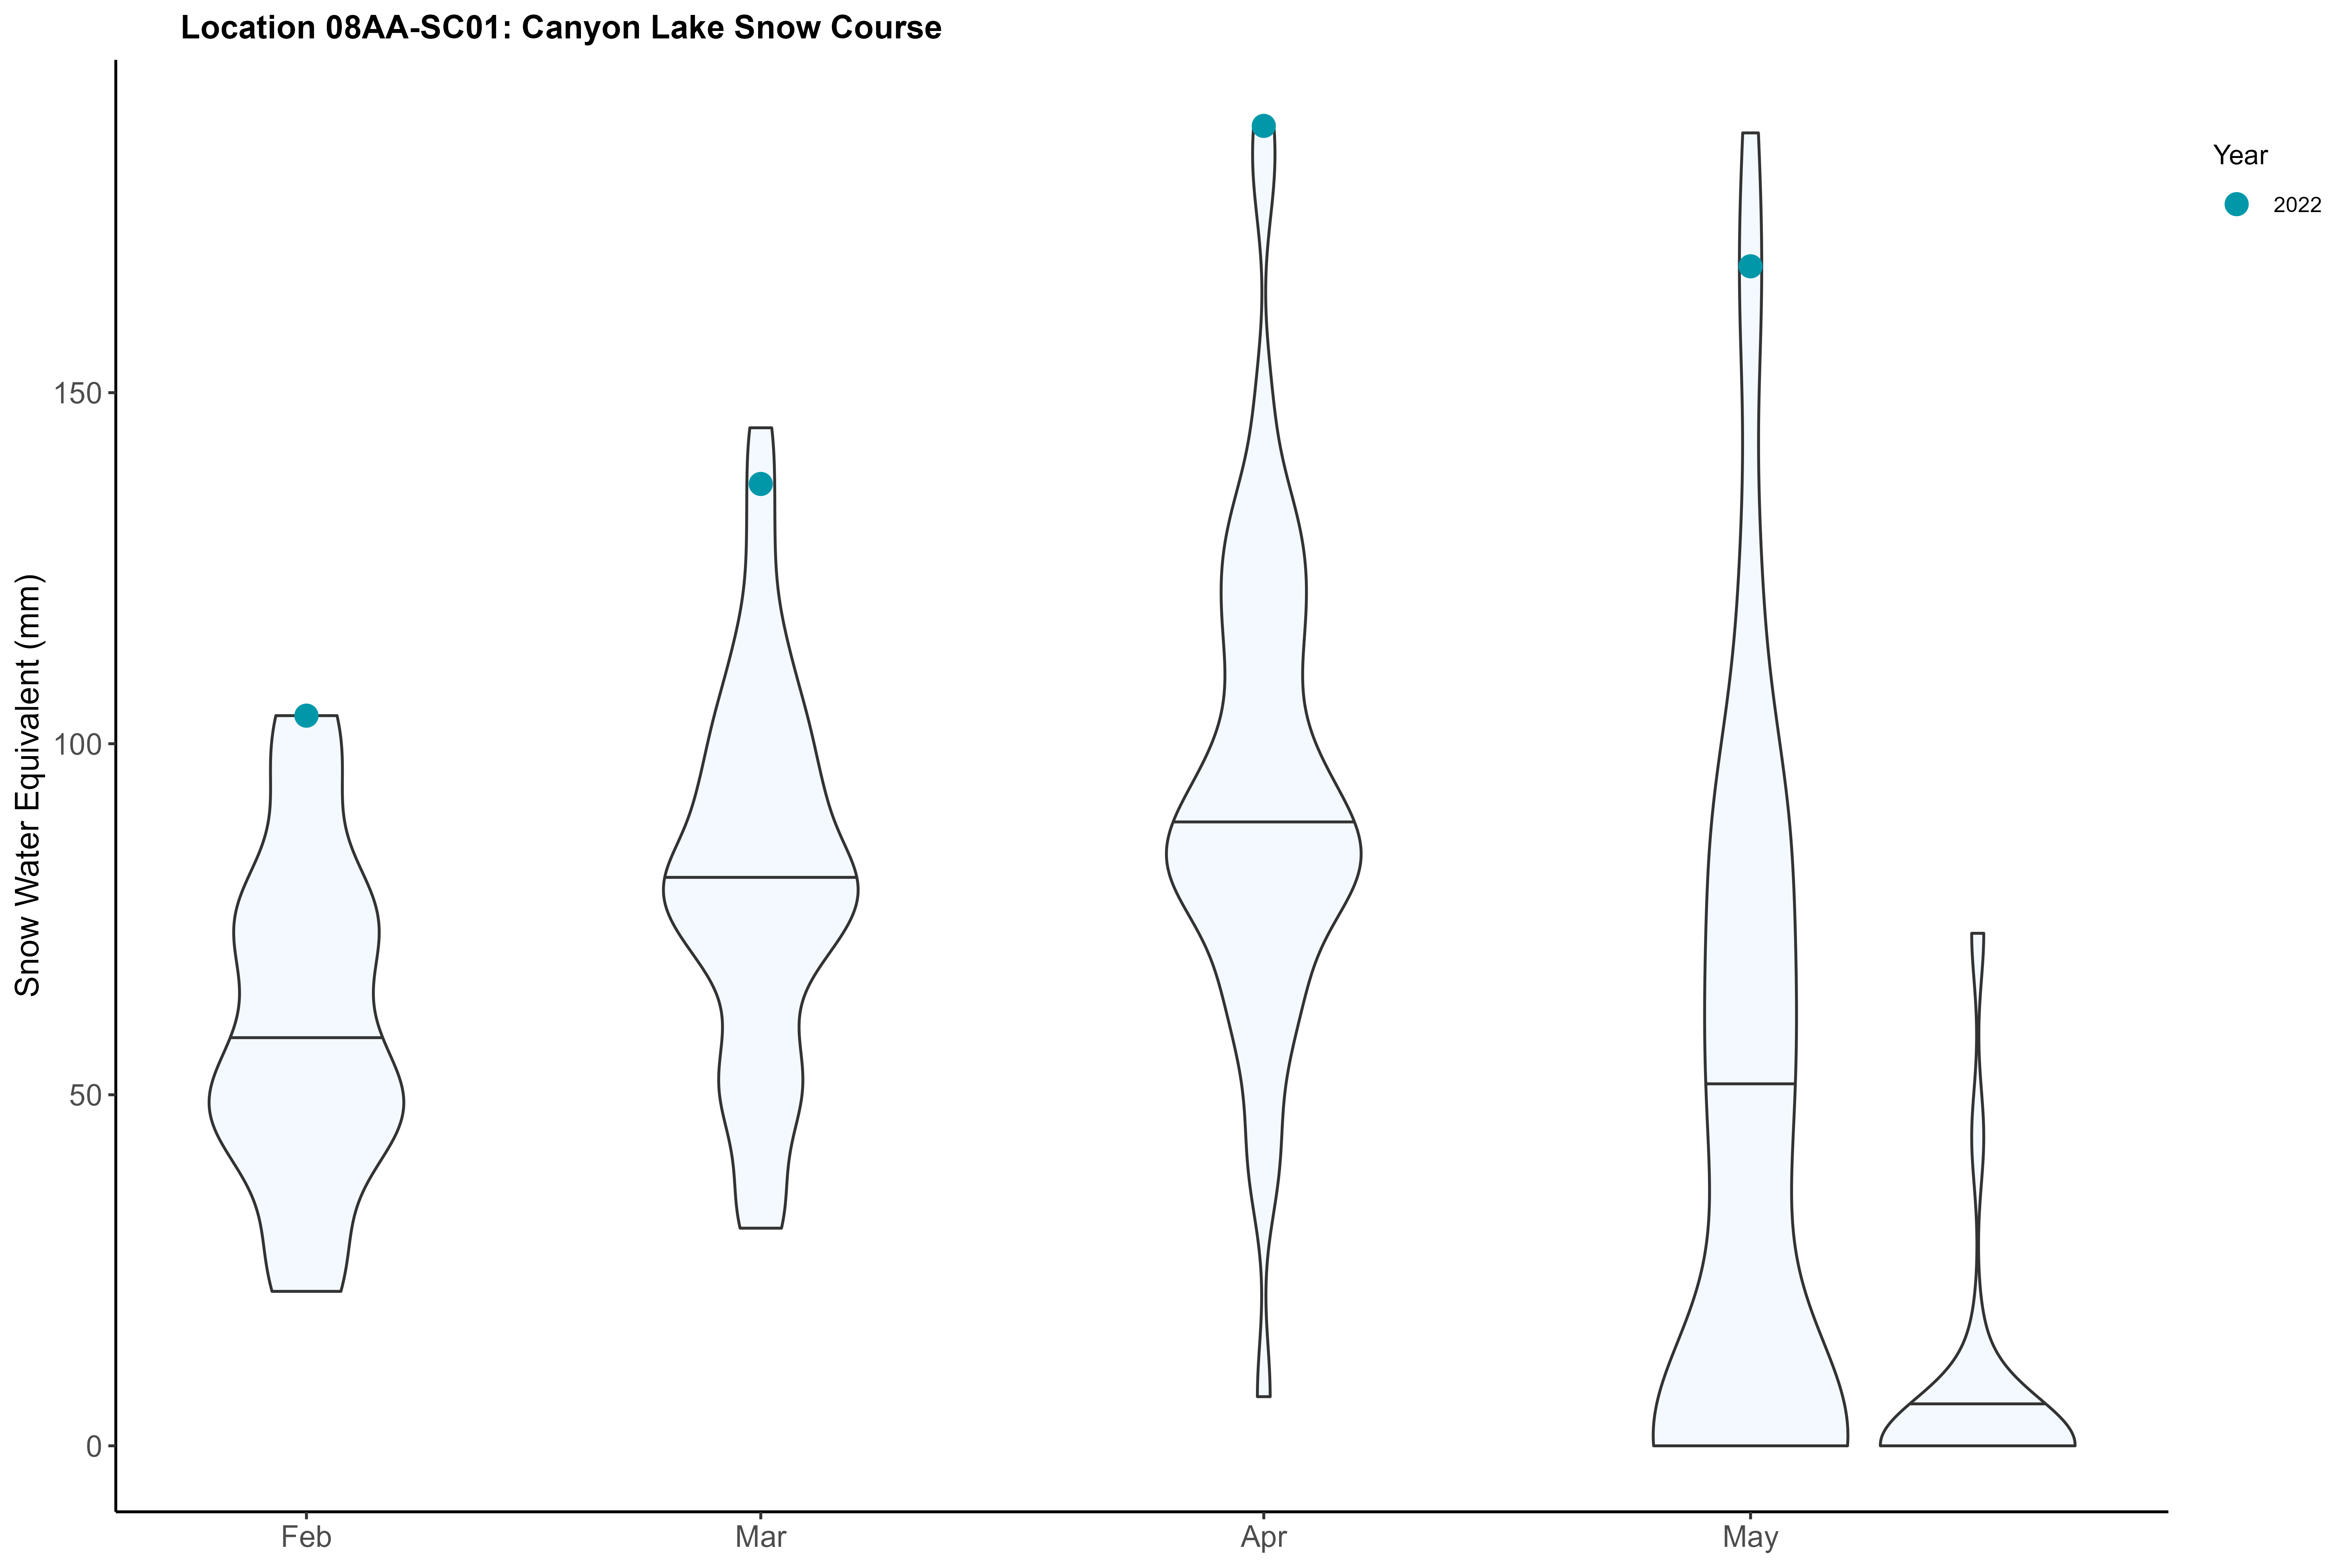 Location 08AA-SC01: Canyon Lake Snow Course
Snow Water Equivalent (mm)
150
100
50
0
Feb
Mar
Apr
May
Year
2022